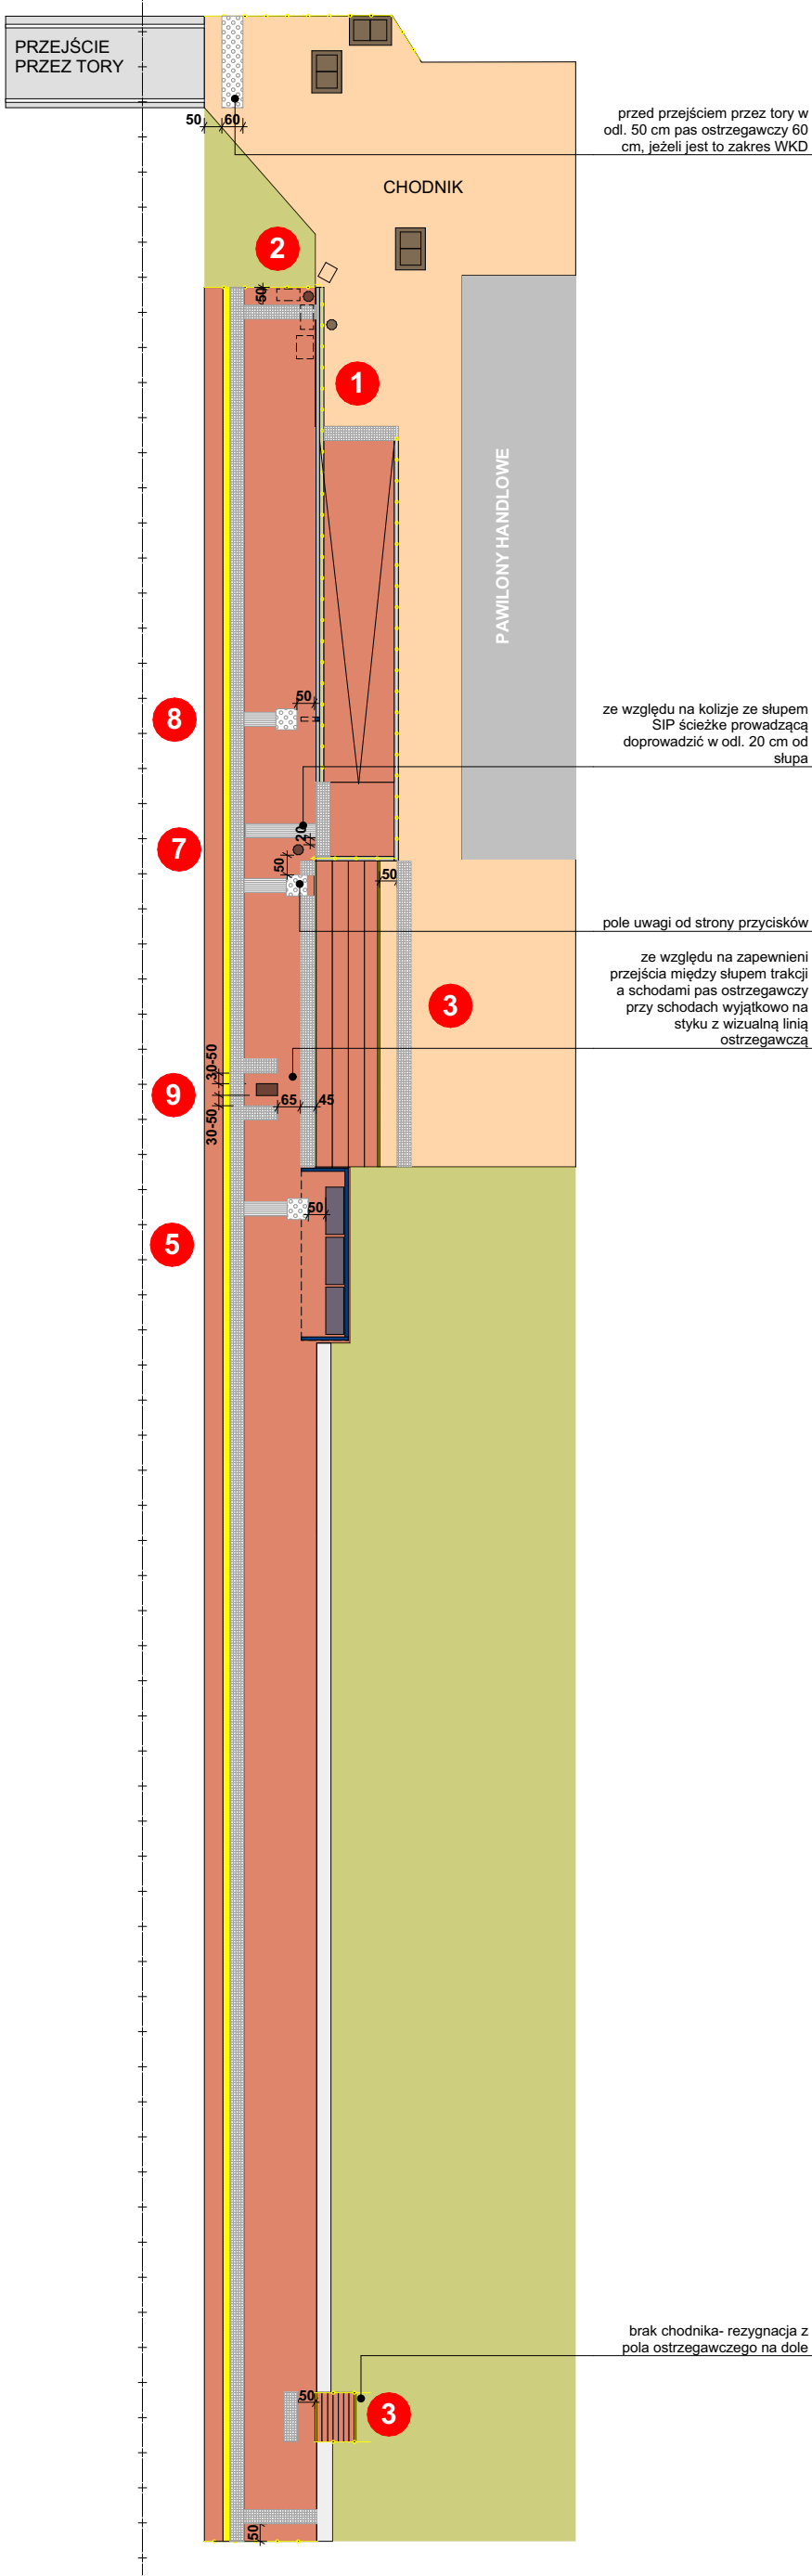 PRZEJŚCIE
PRZEZ TORY
50
60
przed przejściem przez tory w
odl. 50 cm pas ostrzegawczy 60
cm, jeżeli jest to zakres WKD
CHODNIK
2
50
1
PAWILONY HANDLOWE
50
8
ze względu na kolizje ze słupem
SIP ścieżke prowadzącą
doprowadzić w odl. 20 cm od
słupa
20
7
50
50
pole uwagi od strony przycisków
ze względu na zapewnieni
przejścia między słupem trakcji
a schodami pas ostrzegawczy
przy schodach wyjątkowo na
styku z wizualną linią
ostrzegawczą
3
30-50
9
65
45
30-50
50
5
brak chodnika- rezygnacja z
pola ostrzegawczego na dole
50
3
50